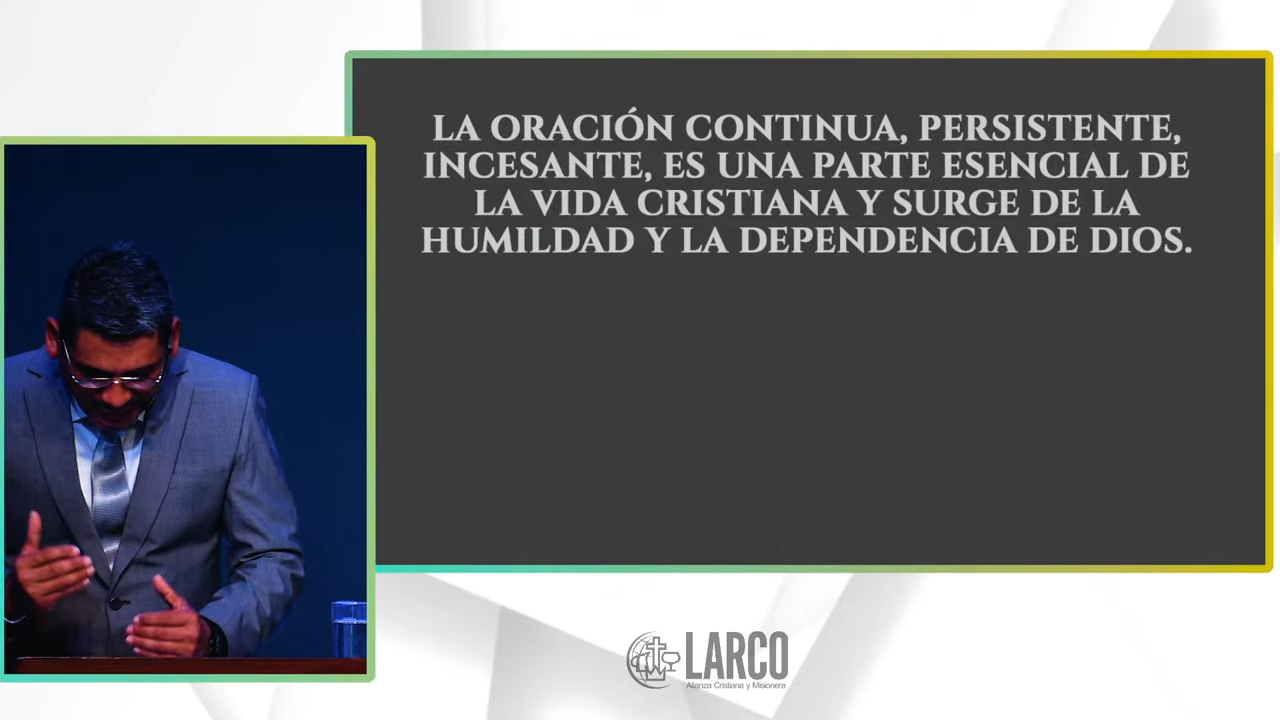 LA ORACIÓN CONTINUA, PERSISTENTE,
INCESANTE, ES UNA PARTE ESENCIAL DE
LA VIDA CRISTIANA Y SURGE DE LA
HUMILDAD Y LA DEPENDENCIA DE DIOS.
LARCO
Alianza Cristiana y Misionera